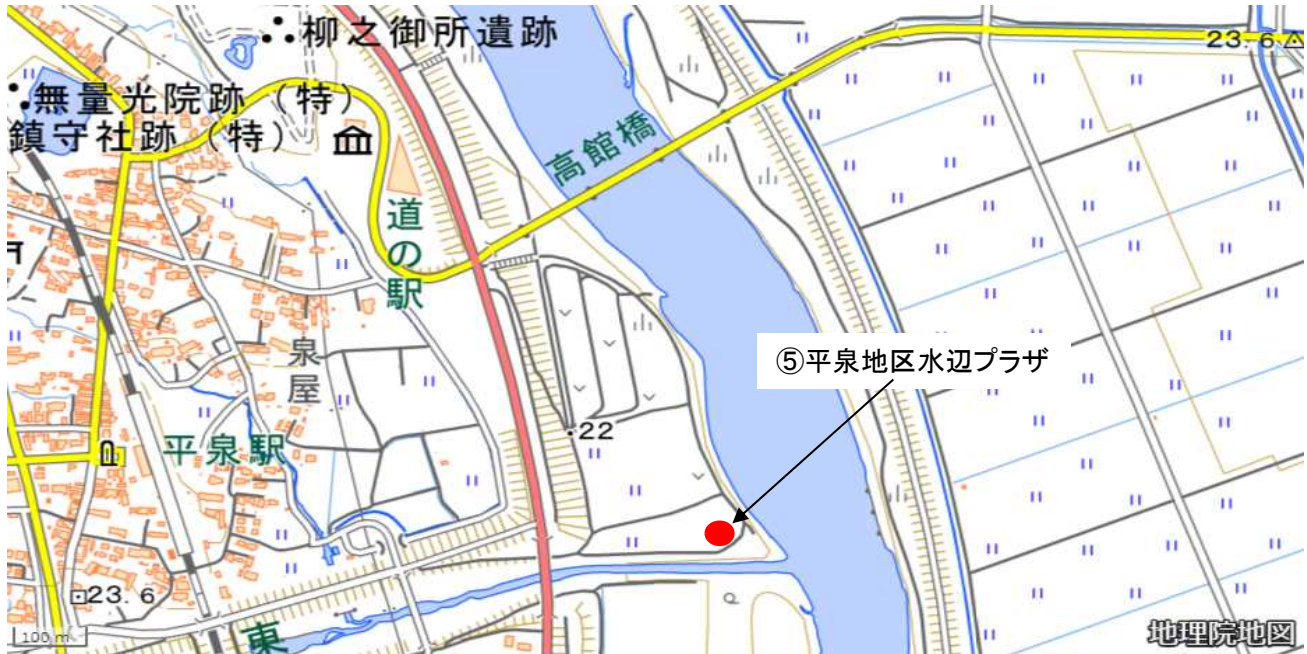 柳之御所遺跡
23.6
無量光院跡（特）
鎮守社跡（特）
高館橋
道の駅
⑤平泉地区水辺プラザ
泉屋
22
平泉駅
23.6
東
100 m
地理院地図